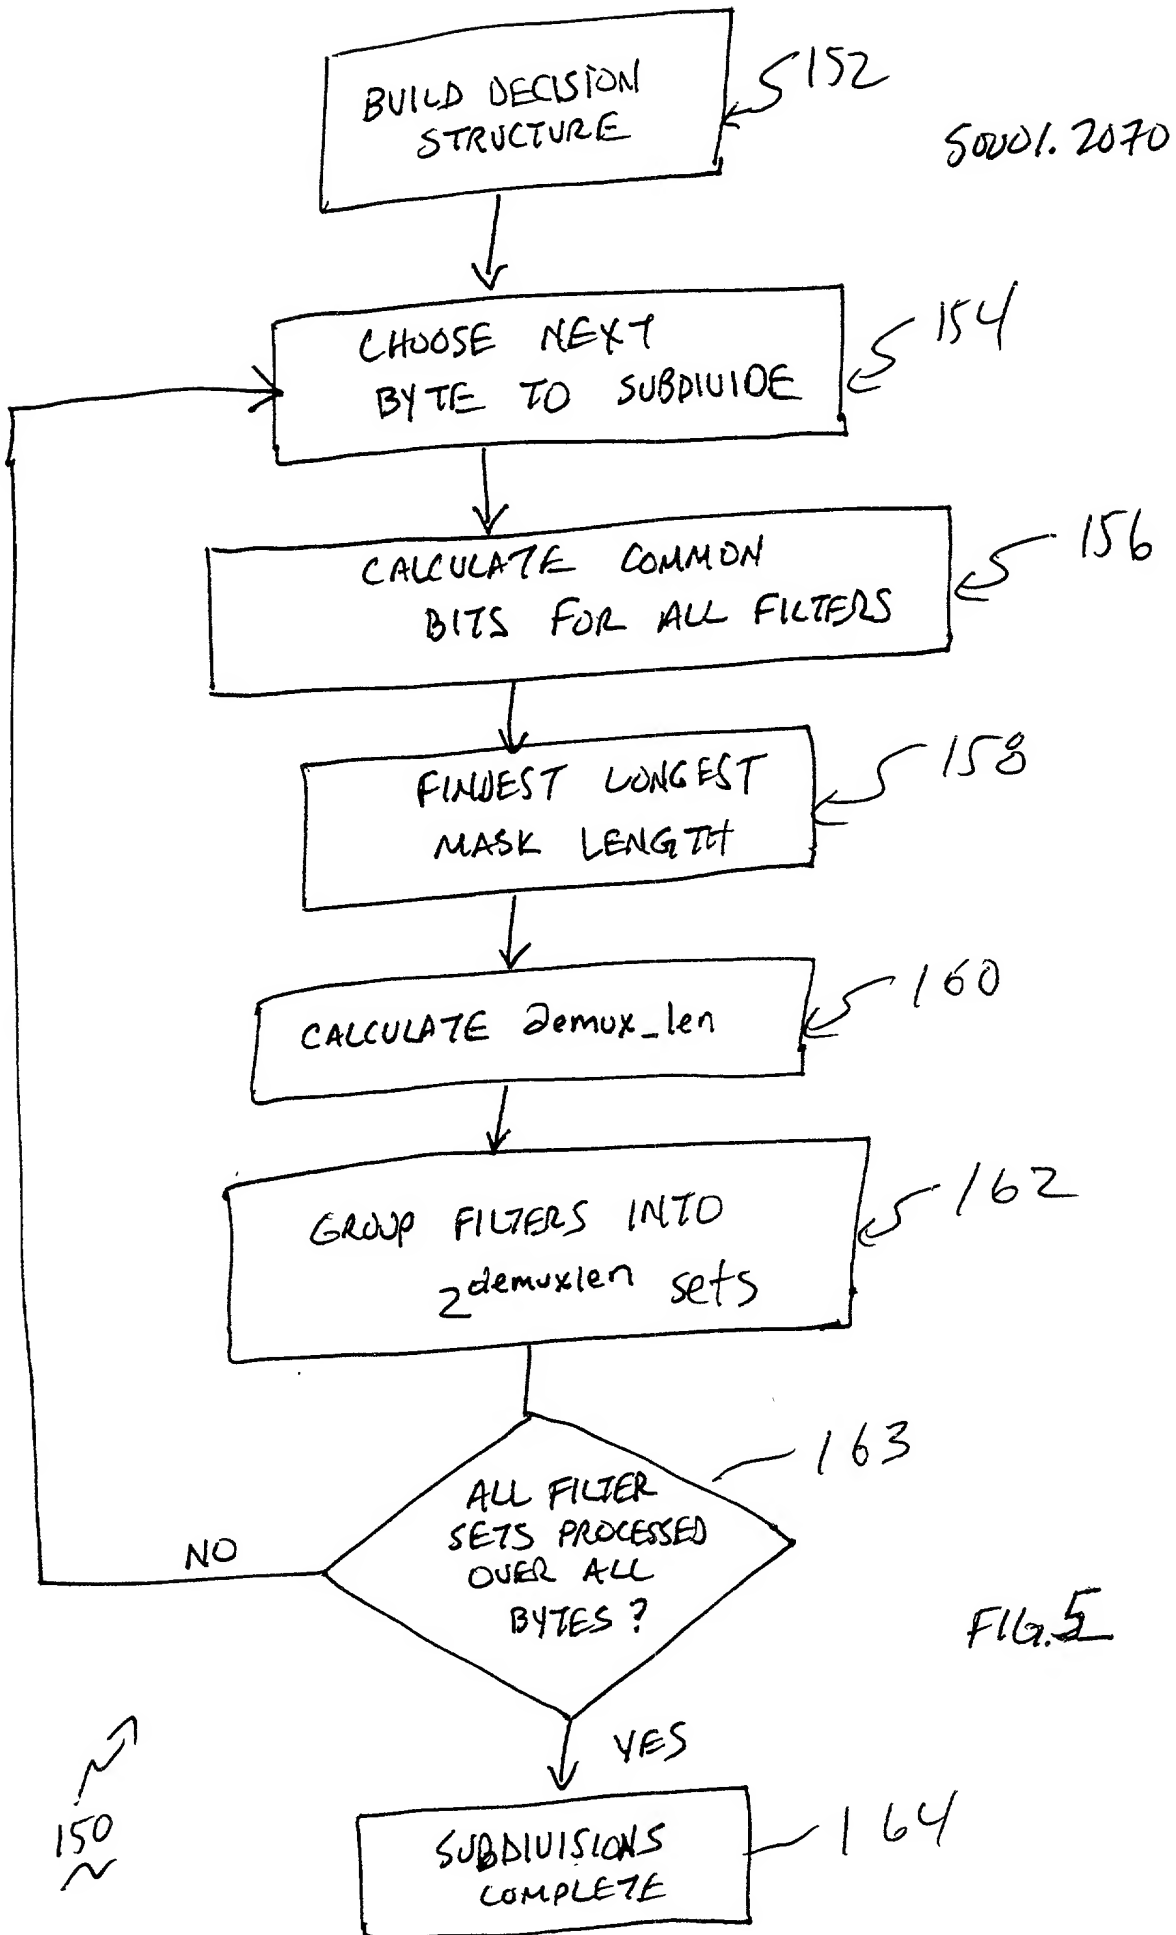 BUILD DECISION
STRUCTURE
152
50001.2070
CHOOSE NEXT
BYTE TO SUBDIVIDE
154
CALCULATE COMMON
BITS FOR ALL FILTERS
156
FINDEST LONGEST
MASK LENGTH
158
CALCULATE demux_len
160
GROUP FILTERS INTO
2^demuxlen sets
162
ALL FILTER
SETS PROCESSED
OVER ALL
BYTES?
163
NO
FIG.5
YES
150
SUBDIVISIONS
COMPLETE
164